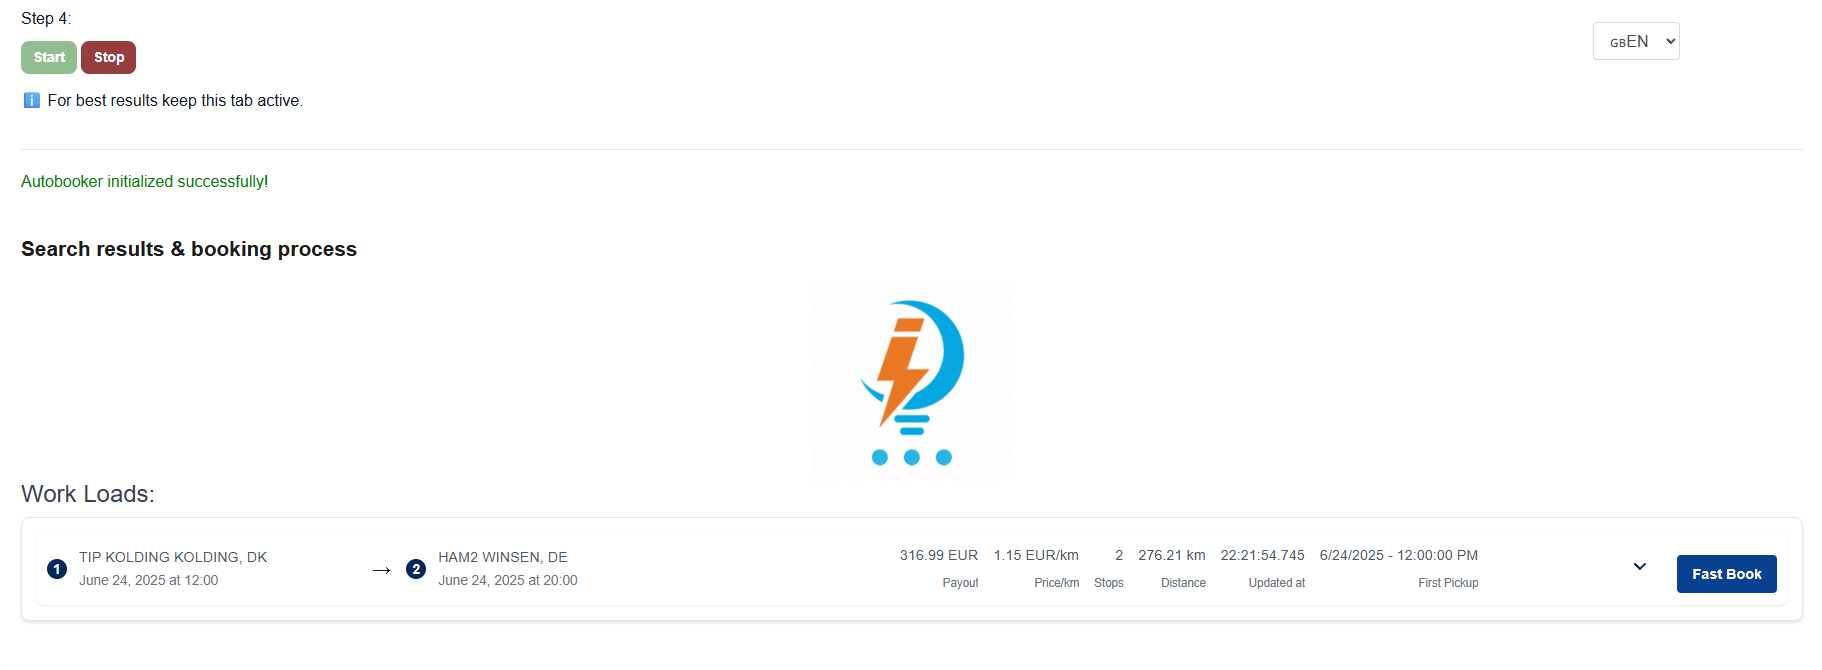 Step 4:
Start Stop
GBEN
i For best results keep this tab active.
Autobooker initialized successfully!
Search results & booking process
Work Loads:
1 TIP KOLDING KOLDING, DK → 2 HAM2 WINSEN, DE 316.99 EUR 1.15 EUR/km 2 276.21 km 22:21:54.745 6/24/2025 - 12:00:00 PM
June 24, 2025 at 12:00 June 24, 2025 at 20:00 Payout Price/km Stops Distance Updated at First Pickup
Fast Book